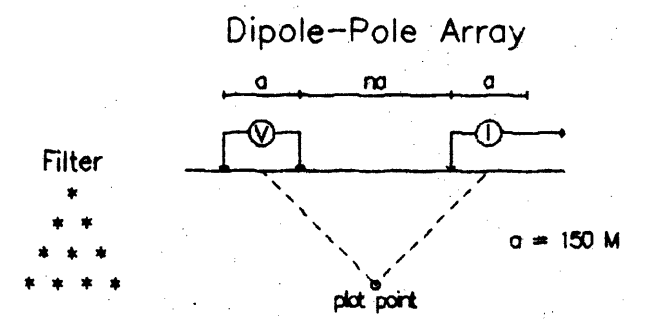 Dipole-Pole Array
a na a
V I
Filter
*
* *
* * *
* * * *
a = 150 M
plot point